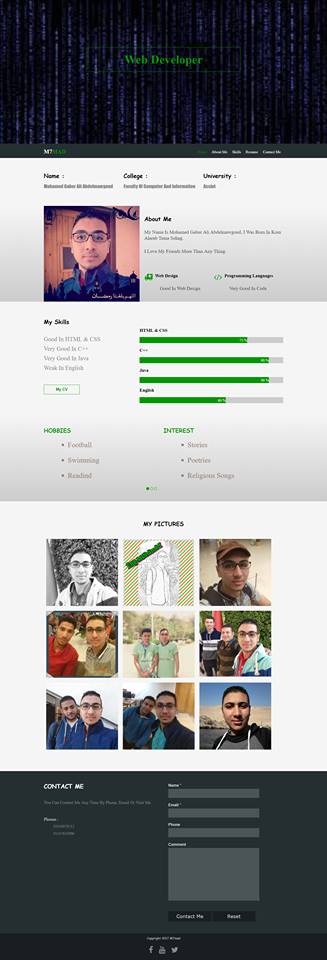 Web Developer
M7HAD
Home About Me Skills Resume Contact Me
Name : College : University :
Mohamed Gaber Ali Abdelmawgood Faculty Of Computer And Information Assiut
About Me
My Name Is Mohamed Gaber Ali Abdelmawgood, I Was Born In Kom
I Love My Friends More Than Any Thing.
Web Design Programming Languages
Good In Web Design Very Good In Code
My Skills
Good In HTML & CSS
Very Good In C++
Very Good In Java
Weak In English
My CV
HTML & CSS
75 %
C++
90 %
Java
90 %
English
60 %
HOBBIES INTEREST
Football Stories
Swimming Poetries
Readind Religious Songs
MY PICTURES
CONTACT ME
You Can Contact Me Any Time By Phone, Email Or Visit Me.
Phones :
Name *
Email *
Phone
Comment
Contact Me Reset
Copyright 2017 M7had